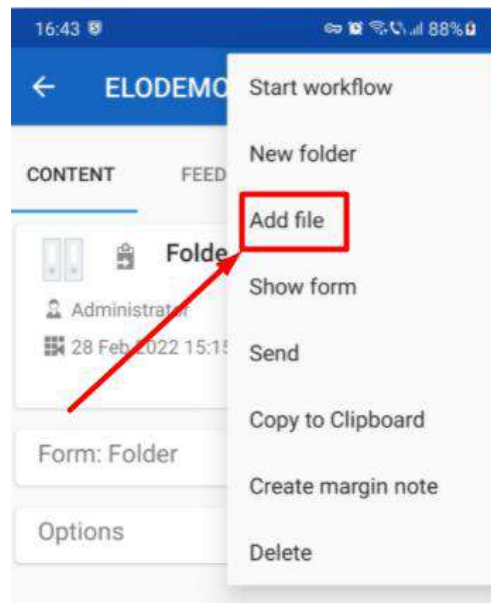 16:43 88%
ELODEMO
Start workflow
New folder
CONTENT FEED
Add file
Folde
Show form
Administrator
28 Feb 2022 15:15
Send
Copy to Clipboard
Form: Folder
Create margin note
Options
Delete